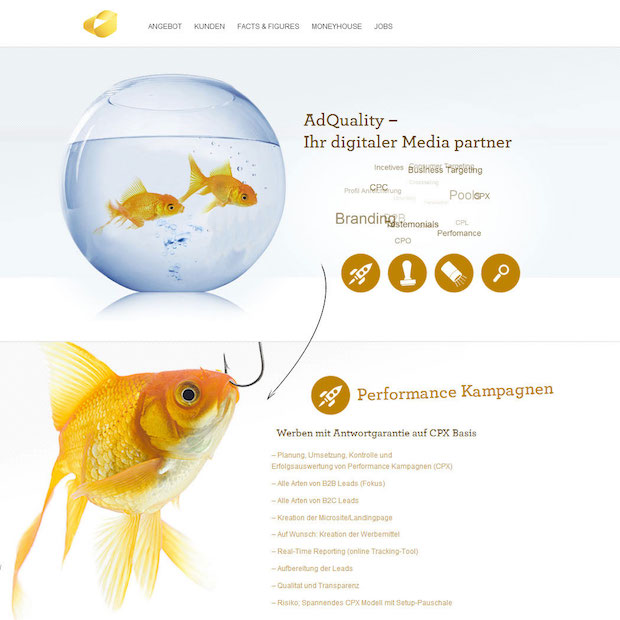 ANGEBOT KUNDEN FACTS & FIGURES MONEYHOUSE JOBS
AdQuality –
Ihr digitaler Media partner
Incetives Consumer Targeting
Business Targeting
CPC
Profil Anreicherung
Pools CPX
Branding B2B
Testimonials CPL
Perfomance
CPO
Performance Kampagnen
Werben mit Antwortgarantie auf CPX Basis
– Planung, Umsetzung, Kontrolle und
Erfolgsauswertung von Performance Kampagnen (CPX)
– Alle Arten von B2B Leads (Fokus)
– Alle Arten von B2C Leads
– Kreation der Microsite/Landingpage
– Auf Wunsch: Kreation der Werbemittel
– Real-Time Reporting (online Tracking-Tool)
– Aufbereitung der Leads
– Qualität und Transparenz
– Risiko: Spannendes CPX Modell mit Setup-Pauschale